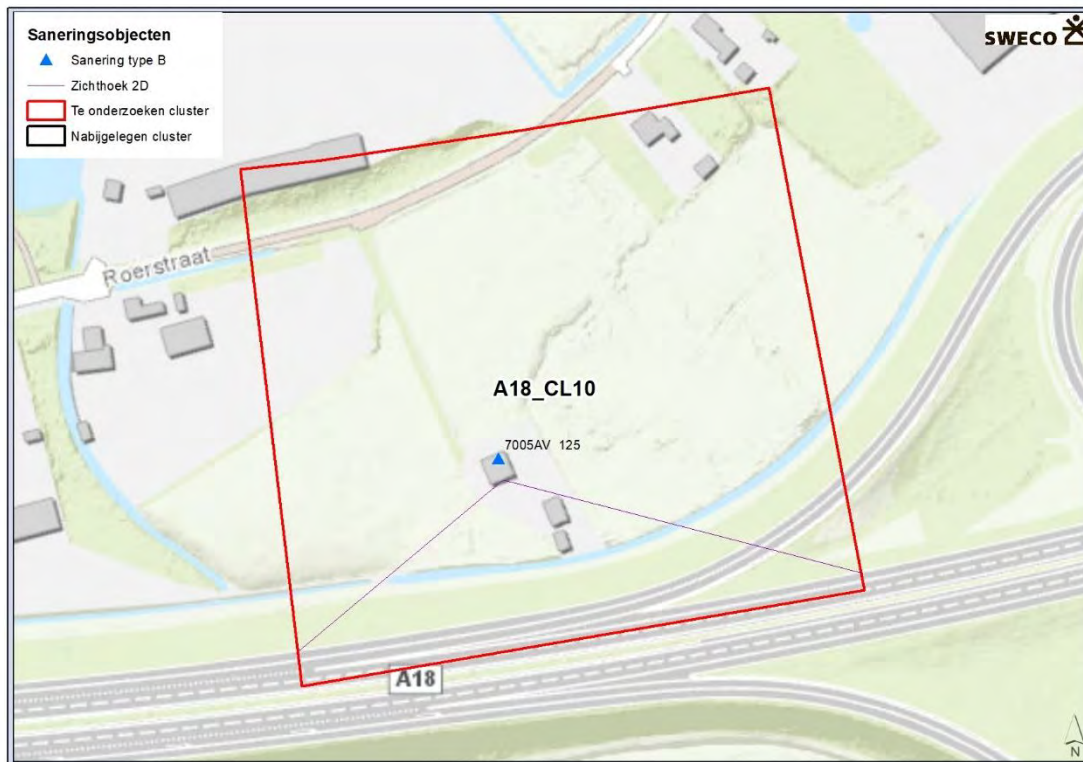 Saneringsobjecten
Sanering type B
Zichthoek 2D
Te onderzoeken cluster
Nabijgelegen cluster
SWECO
Roerstraat
A18_CL10
7005AV 125
A18
N